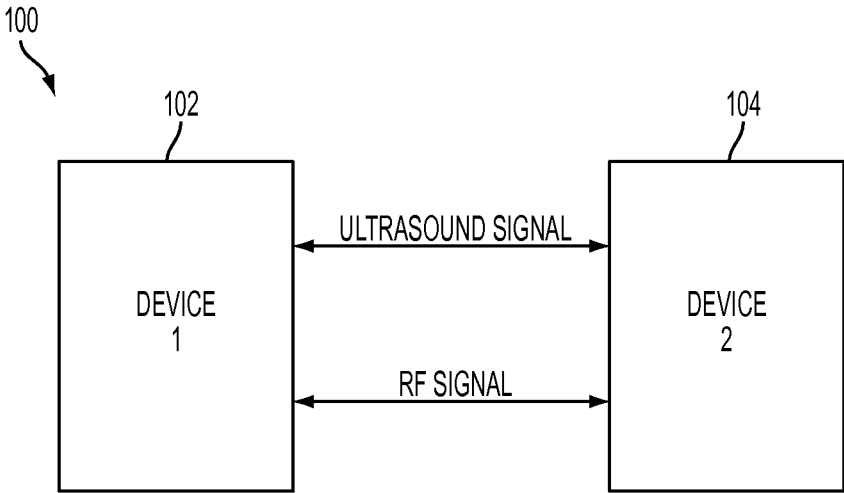 100
102
104
ULTRASOUND SIGNAL
DEVICE
1
DEVICE
2
RF SIGNAL